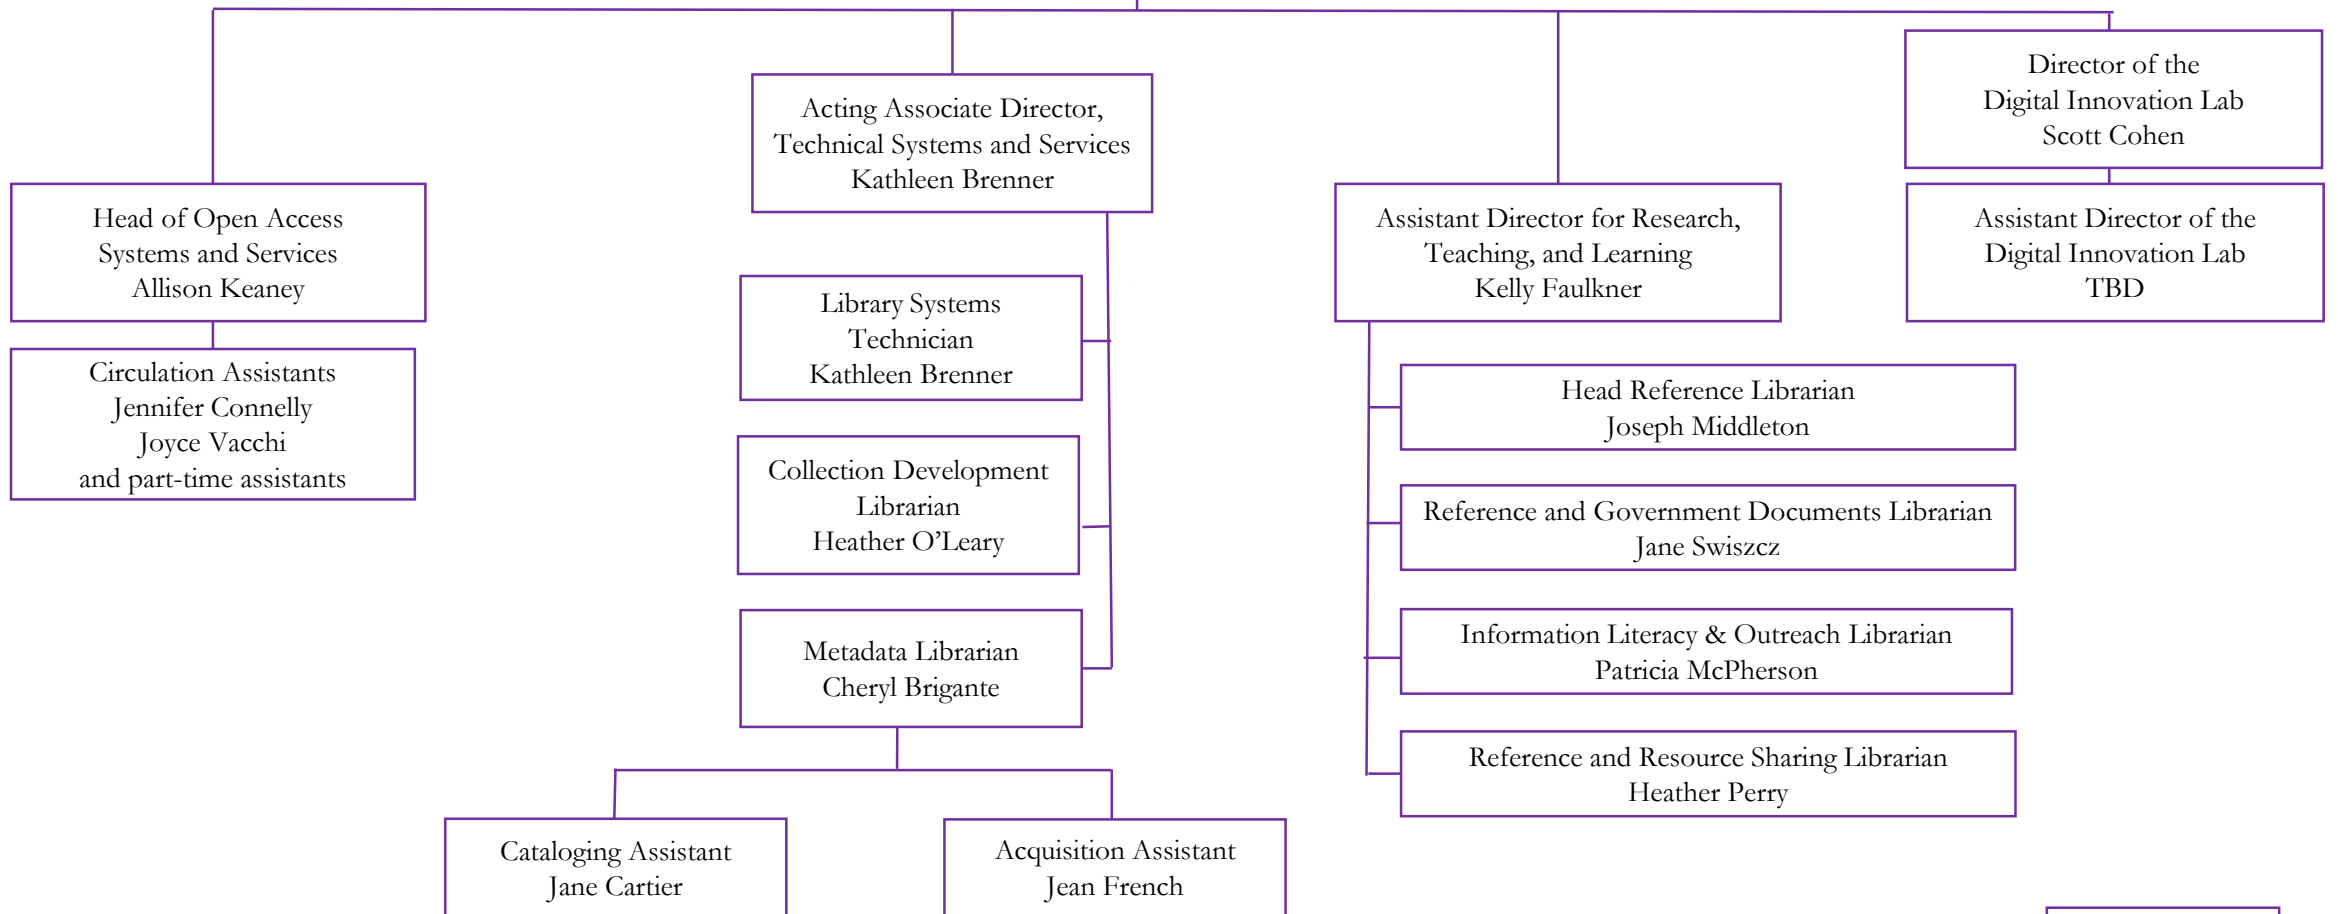 Director of the
Digital Innovation Lab
Scott Cohen
Acting Associate Director,
Technical Systems and Services
Kathleen Brenner
Head of Open Access
Systems and Services
Allison Keaney
Assistant Director for Research,
Teaching, and Learning
Kelly Faulkner
Assistant Director of the
Digital Innovation Lab
TBD
Library Systems
Technician
Kathleen Brenner
Circulation Assistants
Jennifer Connelly
Joyce Vacchi
and part-time assistants
Head Reference Librarian
Joseph Middleton
Collection Development
Librarian
Heather O’Leary
Reference and Government Documents Librarian
Jane Swiszcz
Metadata Librarian
Cheryl Brigante
Information Literacy & Outreach Librarian
Patricia McPherson
Reference and Resource Sharing Librarian
Heather Perry
Cataloging Assistant
Jane Cartier
Acquisition Assistant
Jean French